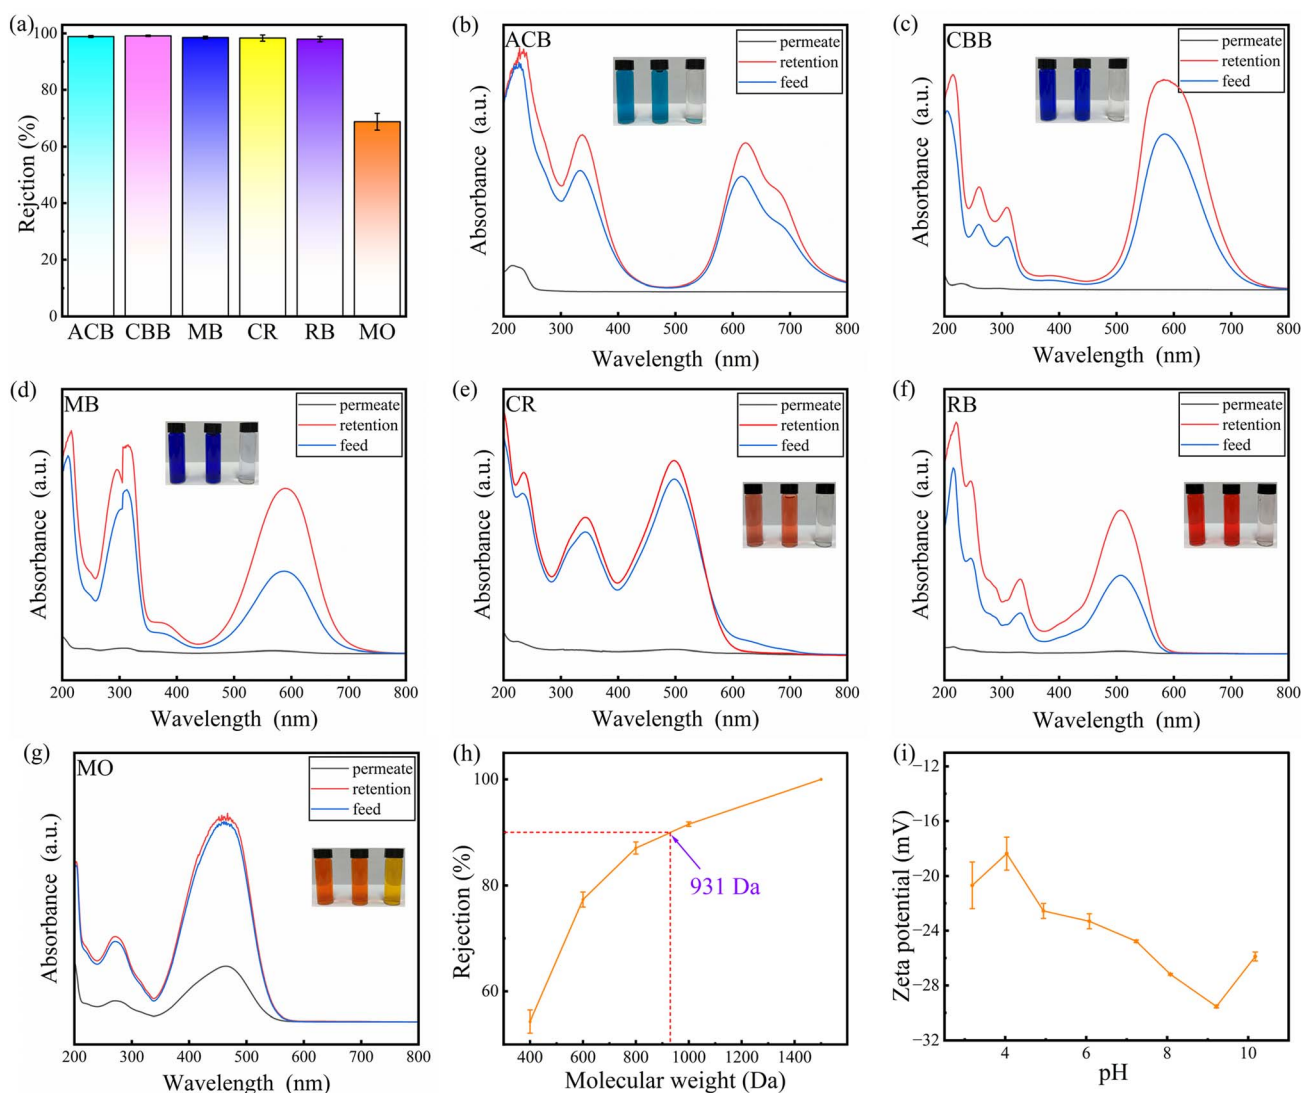 (a)
100
80
60
40
20
0
Rejction (%)
ACB CBB MB CR RB MO
(b)
ACB
permeate
retention
feed
Absorbance (a.u.)
200 300 400 500 600 700 800
Wavelength (nm)
(c)
CBB
permeate
retention
feed
Absorbance (a.u.)
200 300 400 500 600 700 800
Wavelength (nm)
(d)
MB
permeate
retention
feed
Absorbance (a.u.)
200 300 400 500 600 700 800
Wavelength (nm)
(e)
CR
permeate
retention
feed
Absorbance (a.u.)
200 300 400 500 600 700 800
Wavelength (nm)
(f)
RB
permeate
retention
feed
Absorbance (a.u.)
200 300 400 500 600 700 800
Wavelength (nm)
(g)
MO
permeate
retention
feed
Absorbance (a.u.)
200 300 400 500 600 700 800
Wavelength (nm)
(h)
100
80
60
Rejection (%)
931 Da
400 600 800 1000 1200 1400
Molecular weight (Da)
(i)
−12
−16
−20
−24
−28
−32
Zeta potential (mV)
4 6 8 10
pH